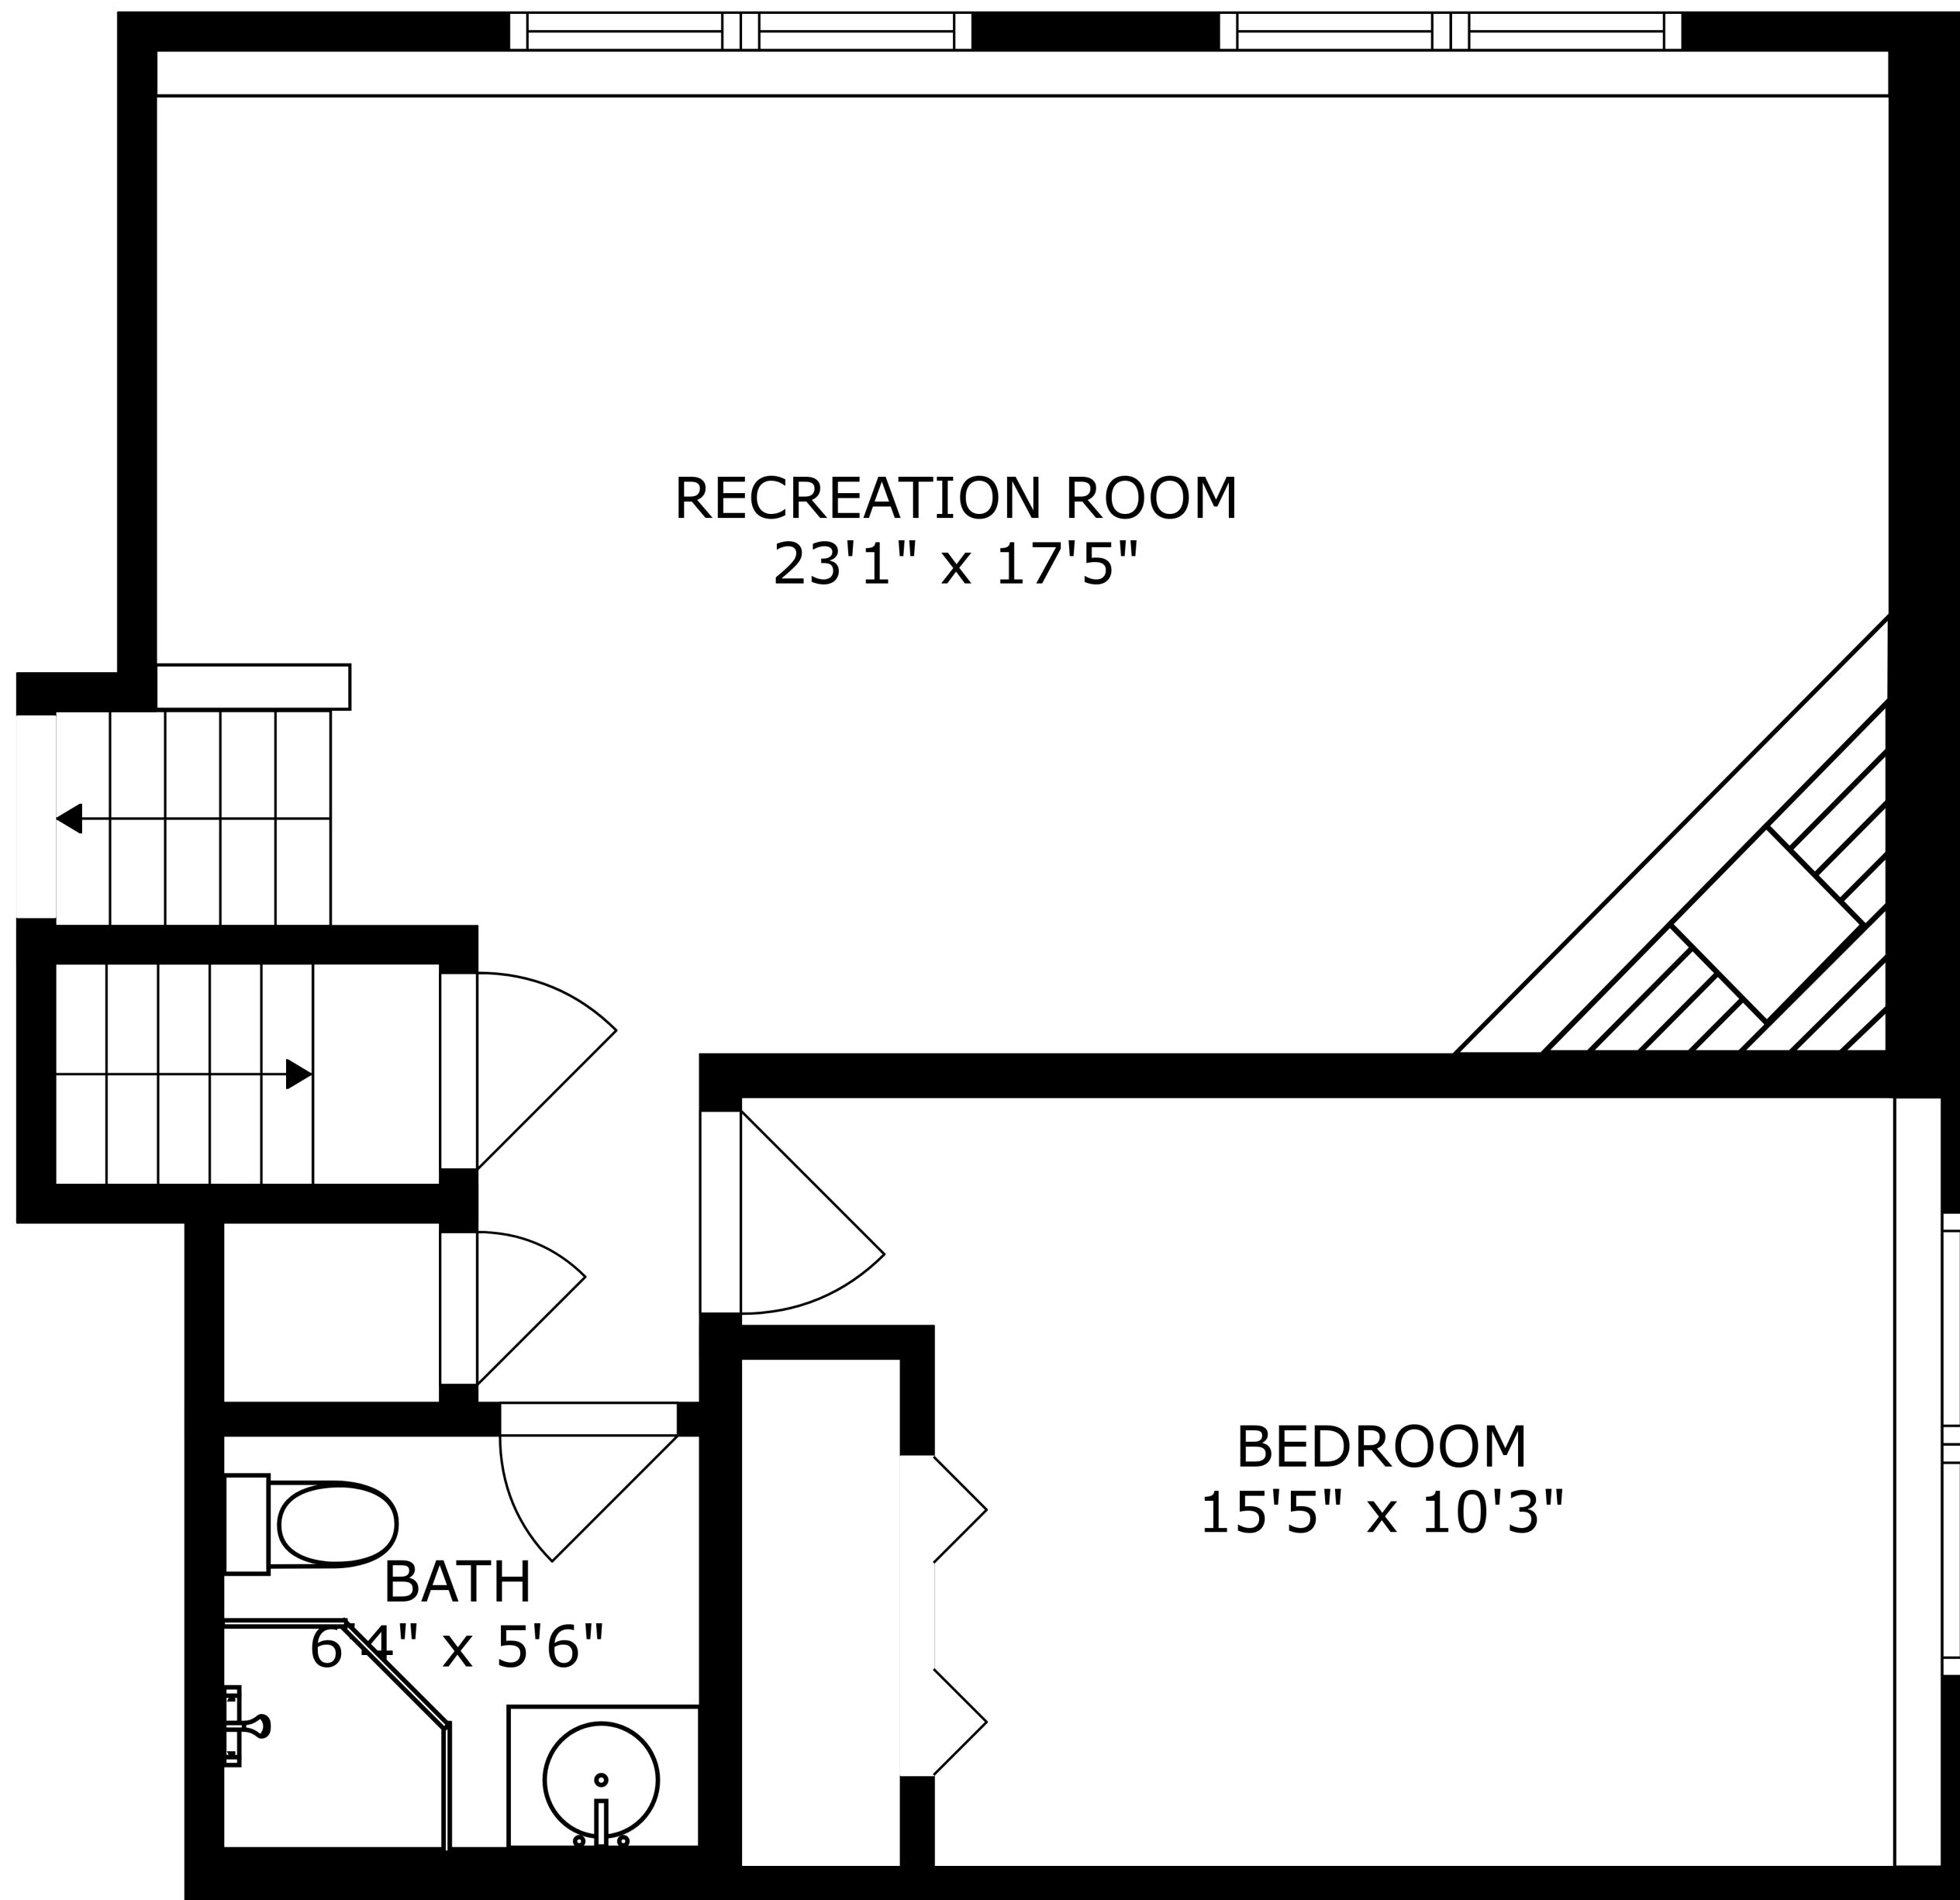 RECREATION ROOM
23'1" x 17'5"
BEDROOM
15'5" x 10'3"
BATH
6'4" x 5'6"